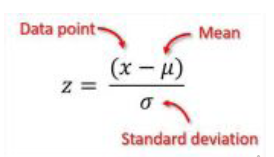 Data point
Mean
z = (x − μ)
σ
Standard deviation